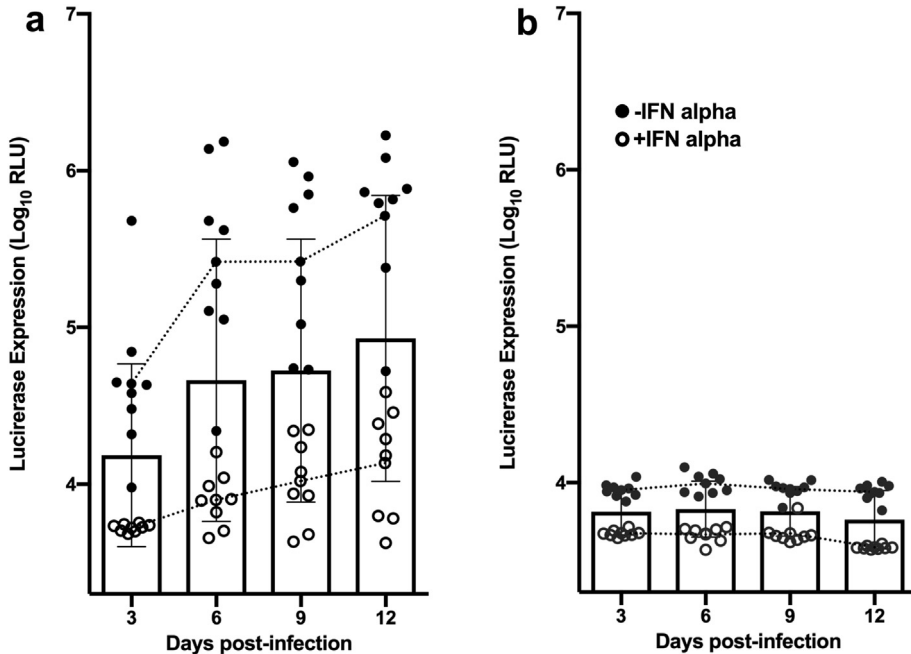 a
7
6
5
4
Lucirerase Expression (Log10 RLU)
3
6
9
12
Days post-infection
b
7
6
5
4
Lucirerase Expression (Log10 RLU)
-IFN alpha
+IFN alpha
3
6
9
12
Days post-infection